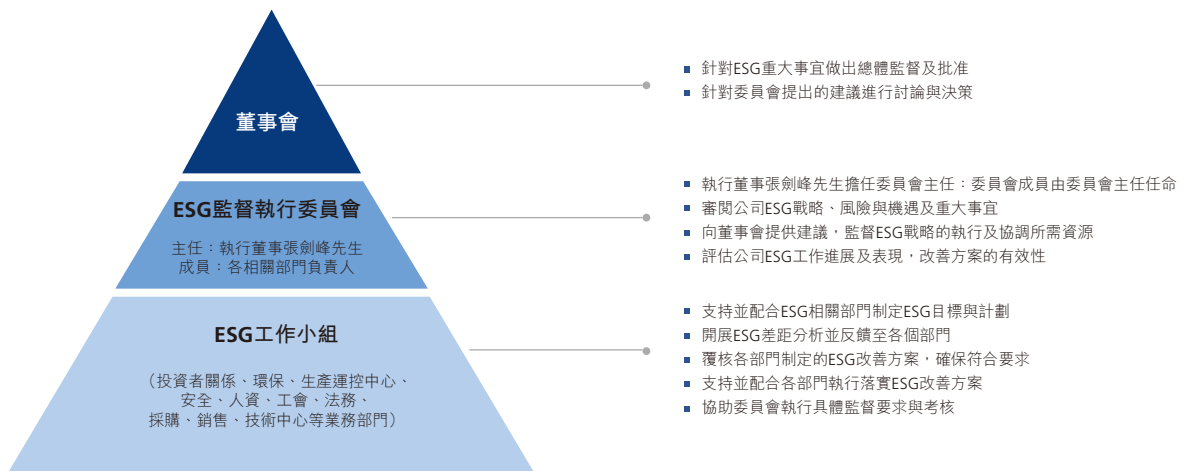 董事會
針對ESG重大事宜做出總體監督及批准
針對委員會提出的建議進行討論與決策
ESG監督執行委員會
主任：執行董事張劍峰先生
成員：各相關部門負責人
執行董事張劍峰先生擔任委員會主任：委員會成員由委員會主任任命
審閱公司ESG戰略、風險與機遇及重大事宜
向董事會提供建議，監督ESG戰略的執行及協調所需資源
評估公司ESG工作進展及表現，改善方案的有效性
ESG工作小組
（投資者關係、環保、生產運控中心、
安全、人資、工會、法務、
採購、銷售、技術中心等業務部門）
支持並配合ESG相關部門制定ESG目標與計劃
開展ESG差距分析並反饋至各個部門
覆核各部門制定的ESG改善方案，確保符合要求
支持並配合各部門執行落實ESG改善方案
協助委員會執行具體監督要求與考核